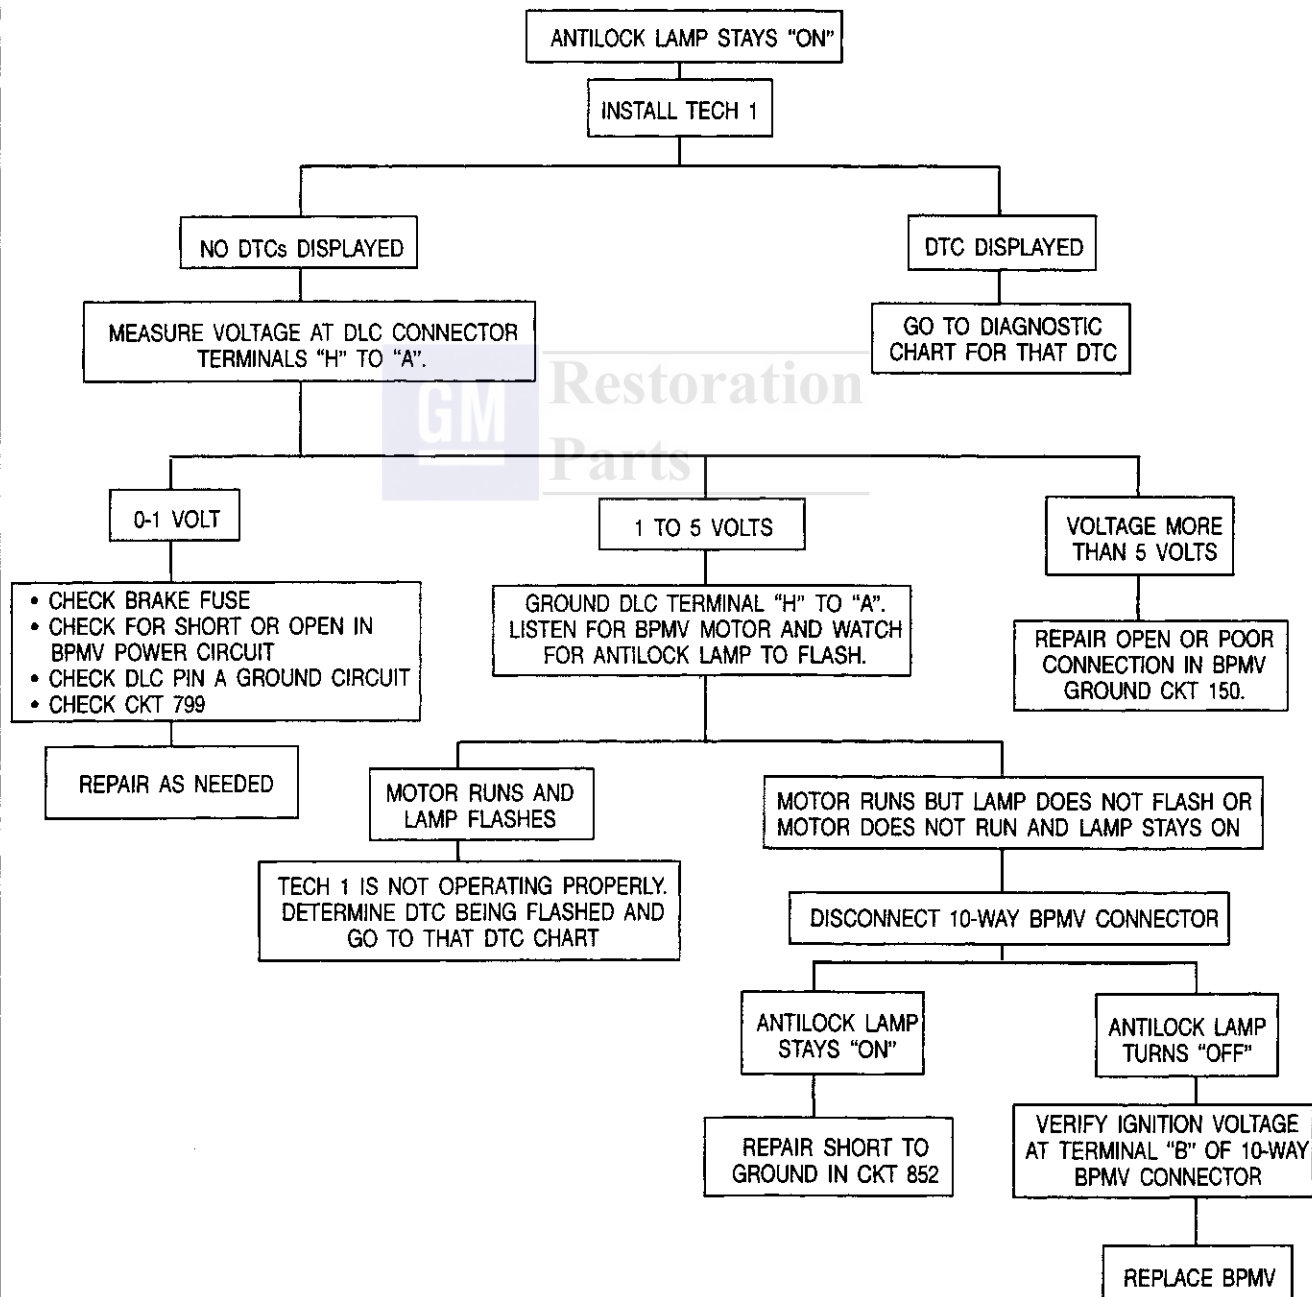 ANTILOCK LAMP STAYS “ON”
INSTALL TECH 1
NO DTCs DISPLAYED
DTC DISPLAYED
MEASURE VOLTAGE AT DLC CONNECTOR
TERMINALS “H” TO “A”.
GO TO DIAGNOSTIC
CHART FOR THAT DTC
GM
Restoration
Parts
0-1 VOLT
1 TO 5 VOLTS
VOLTAGE MORE
THAN 5 VOLTS
• CHECK BRAKE FUSE
• CHECK FOR SHORT OR OPEN IN
BPMV POWER CIRCUIT
• CHECK DLC PIN A GROUND CIRCUIT
• CHECK CKT 799
GROUND DLC TERMINAL “H” TO “A”.
LISTEN FOR BPMV MOTOR AND WATCH
FOR ANTILOCK LAMP TO FLASH.
REPAIR OPEN OR POOR
CONNECTION IN BPMV
GROUND CKT 150.
REPAIR AS NEEDED
MOTOR RUNS AND
LAMP FLASHES
MOTOR RUNS BUT LAMP DOES NOT FLASH OR
MOTOR DOES NOT RUN AND LAMP STAYS ON
TECH 1 IS NOT OPERATING PROPERLY.
DETERMINE DTC BEING FLASHED AND
GO TO THAT DTC CHART
DISCONNECT 10-WAY BPMV CONNECTOR
ANTILOCK LAMP
STAYS “ON”
ANTILOCK LAMP
TURNS “OFF”
REPAIR SHORT TO
GROUND IN CKT 852
VERIFY IGNITION VOLTAGE
AT TERMINAL “B” OF 10-WAY
BPMV CONNECTOR
REPLACE BPMV